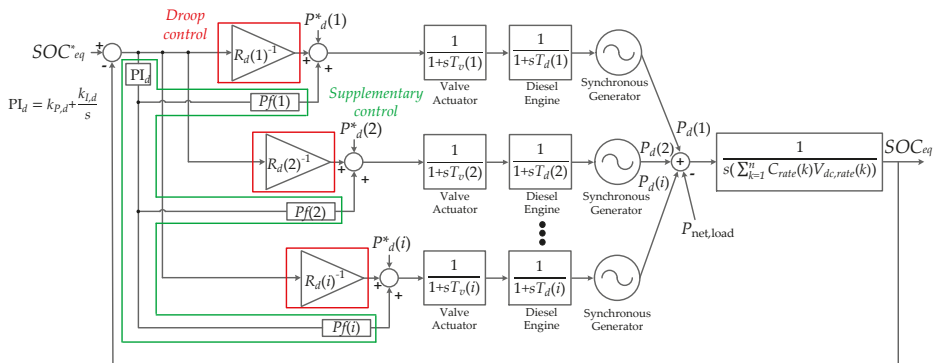 Droop control
P*d(1)
SOC*eq
+
-
Rd(1)⁻¹
+
+
1/(1+sTv(1))
1/(1+sTd(1))
Valve Actuator
Diesel Engine
Synchronous Generator
PId
PId = kP,d+kI,d/s
Pf(1)
Supplementary control
P*d(2)
Rd(2)⁻¹
+
+
1/(1+sTv(2))
1/(1+sTd(2))
Valve Actuator
Diesel Engine
Synchronous Generator
Pd(1)
Pd(2)
Pd(i)
+
-
Pnet,load
1/(s(∑ⁿk=1 Crate(k)Vdc,rate(k)))
SOCeq
Pf(2)
P*d(i)
Rd(i)⁻¹
+
+
1/(1+sTv(i))
1/(1+sTd(i))
Valve Actuator
Diesel Engine
Synchronous Generator
Pf(i)